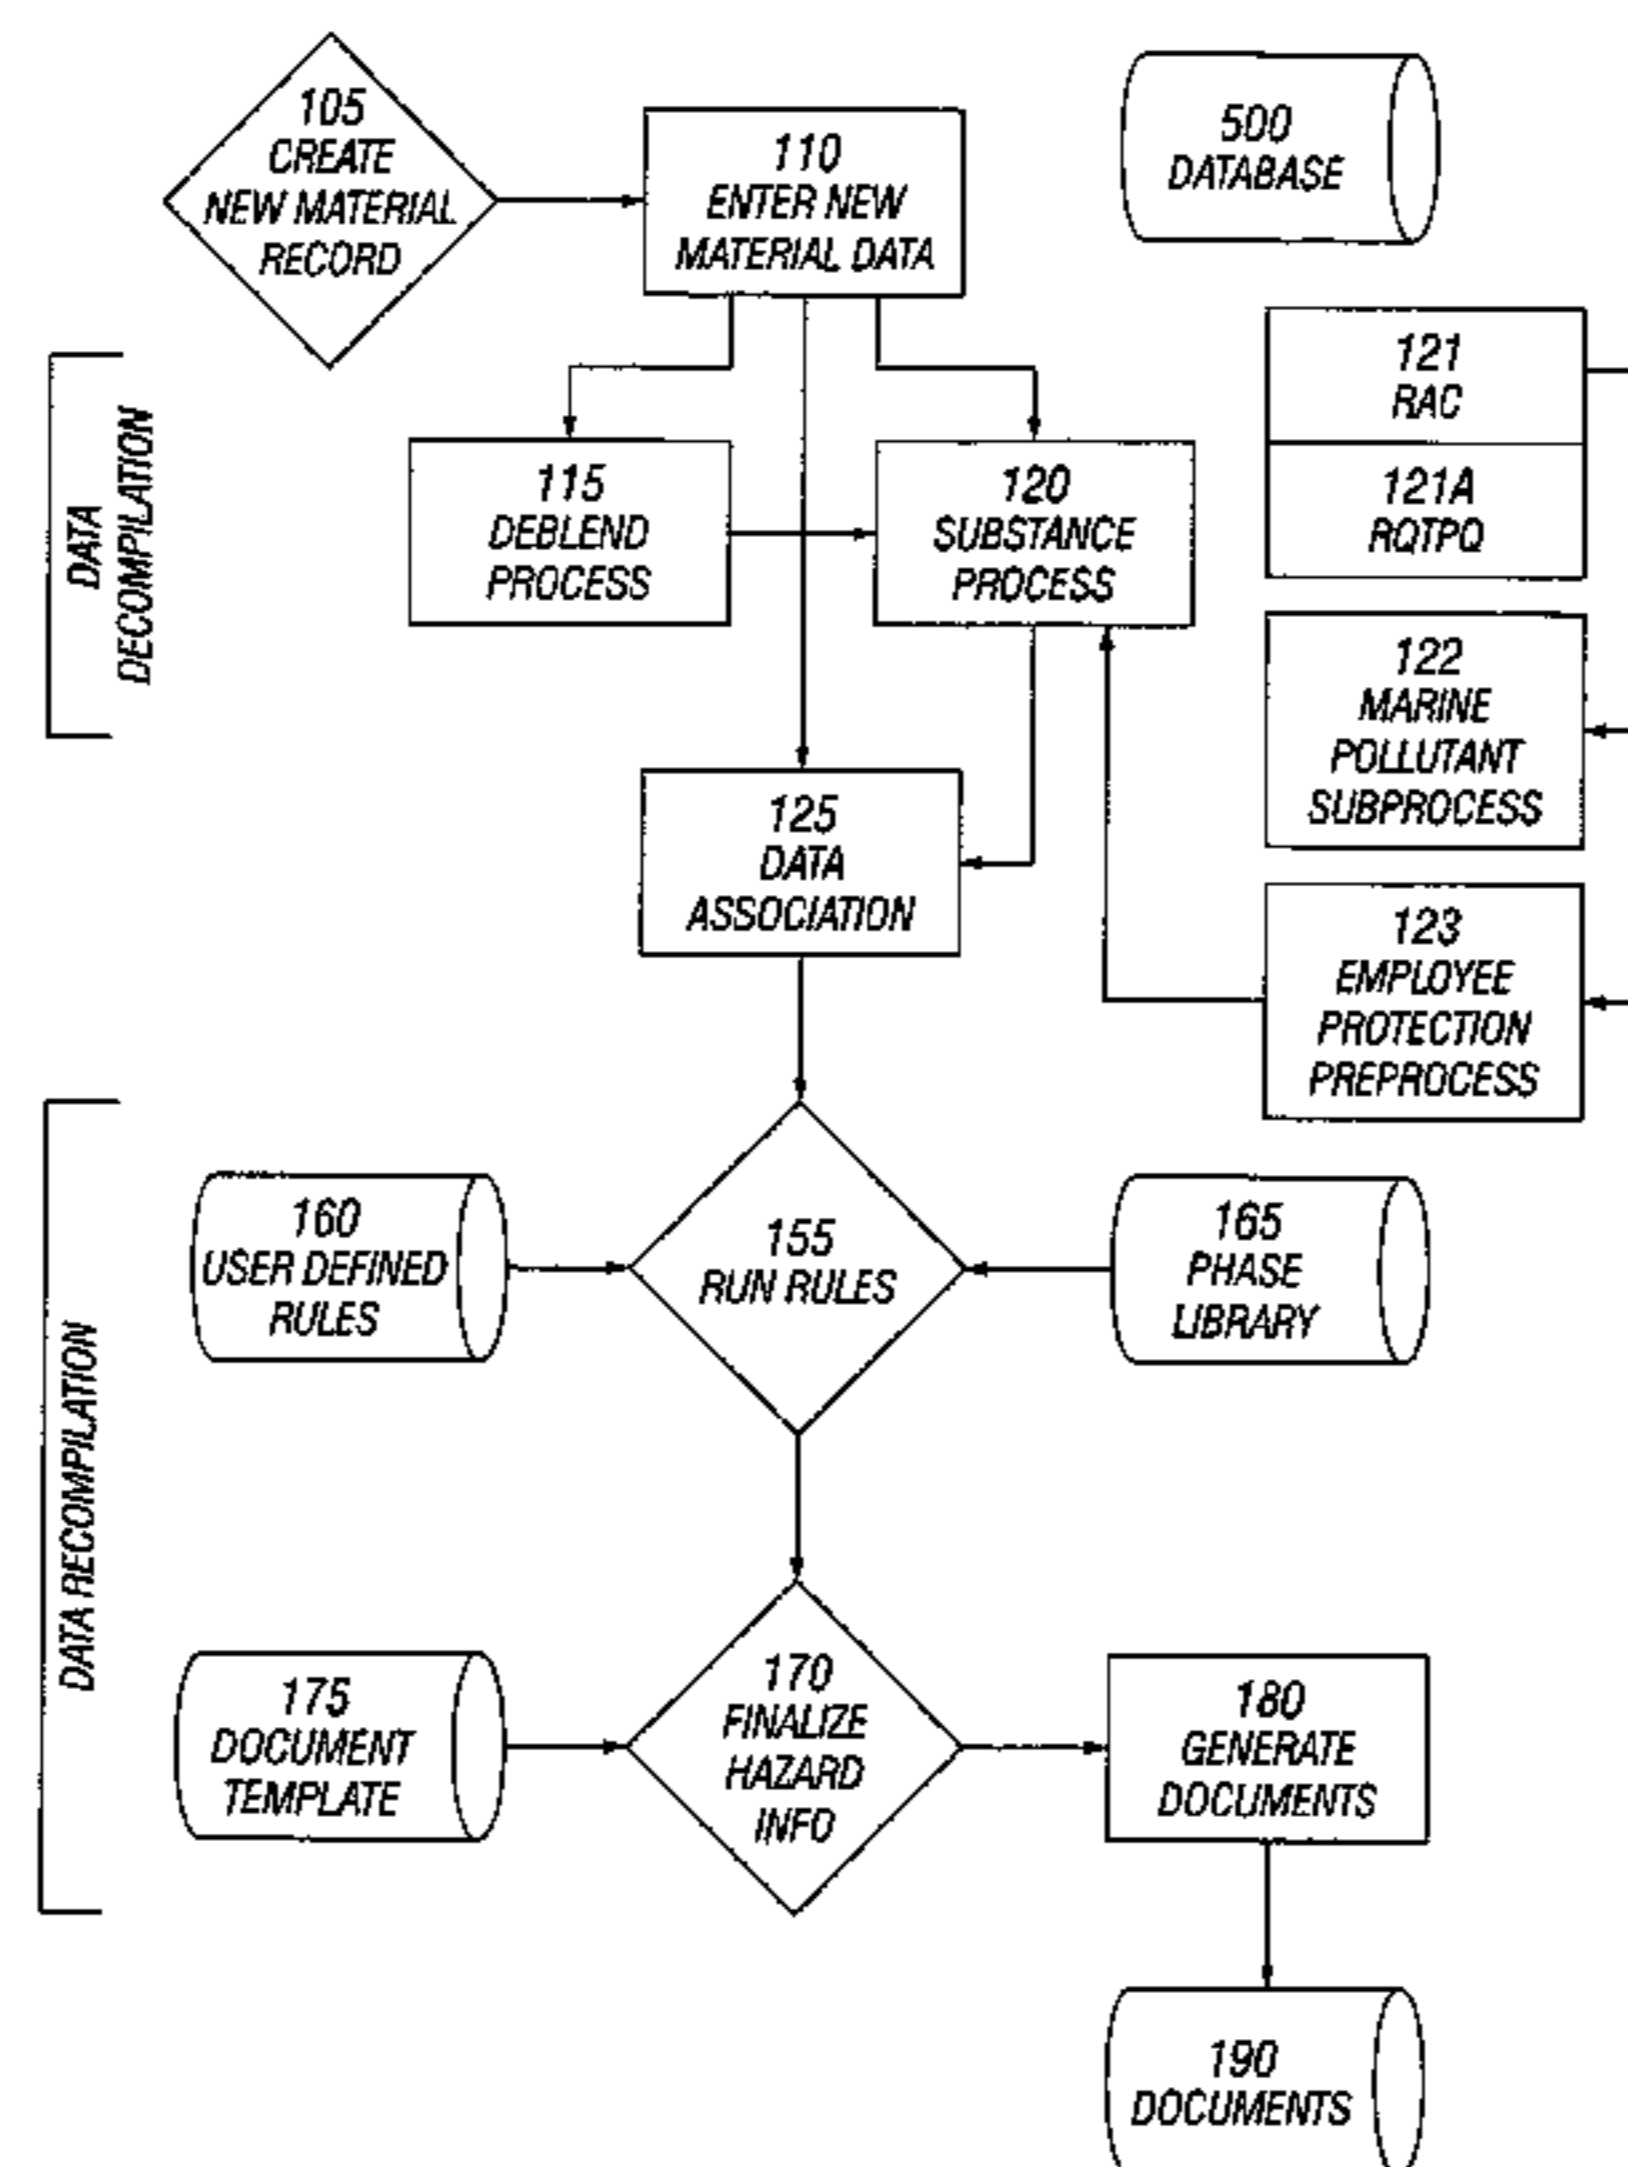 105
CREATE
NEW MATERIAL
RECORD
110
ENTER NEW
MATERIAL DATA
500
DATABASE
121
RAC
121A
RQTPQ
DATA
DECOMPILATION
115
DEBLEND
PROCESS
120
SUBSTANCE
PROCESS
122
MARINE
POLLUTANT
SUBPROCESS
125
DATA
ASSOCIATION
123
EMPLOYEE
PROTECTION
PREPROCESS
DATA RECOMPILATION
160
USER DEFINED
RULES
155
RUN RULES
165
PHASE
LIBRARY
175
DOCUMENT
TEMPLATE
170
FINALIZE
HAZARD
INFO
180
GENERATE
DOCUMENTS
190
DOCUMENTS